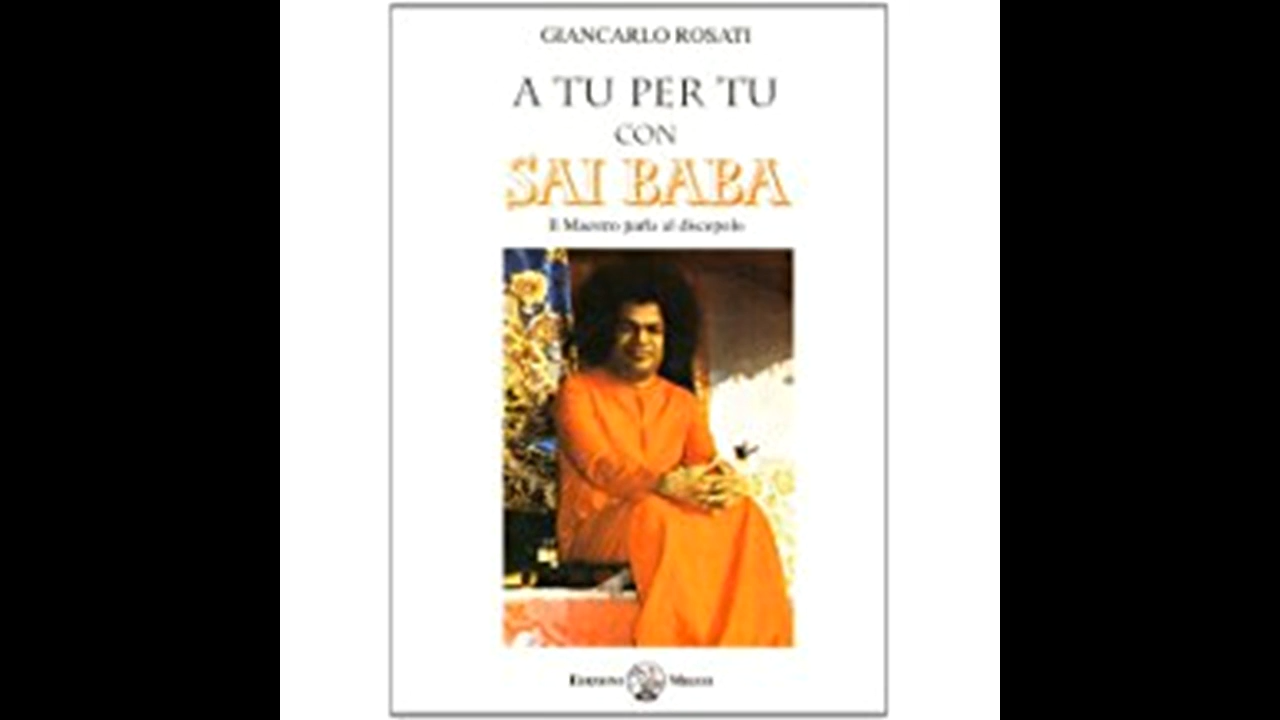 GIANCARLO ROSATI
A TU PER TU
CON
SAI BABA
Il Maestro parla al discepolo
EDIZIONI